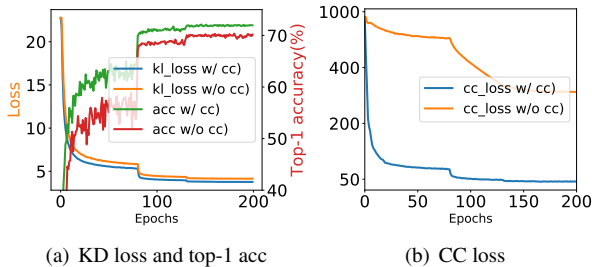 20
15
10
5
Loss
kl_loss w/ cc)
kl_loss w/o cc)
acc w/ cc)
acc w/o cc)
70
60
50
40
Top-1 accuracy(%)
0
100
200
Epochs
(a) KD loss and top-1 acc
1000
400
200
50
cc_loss w/ cc)
cc_loss w/o cc)
0
50
100
150
200
Epochs
(b) CC loss